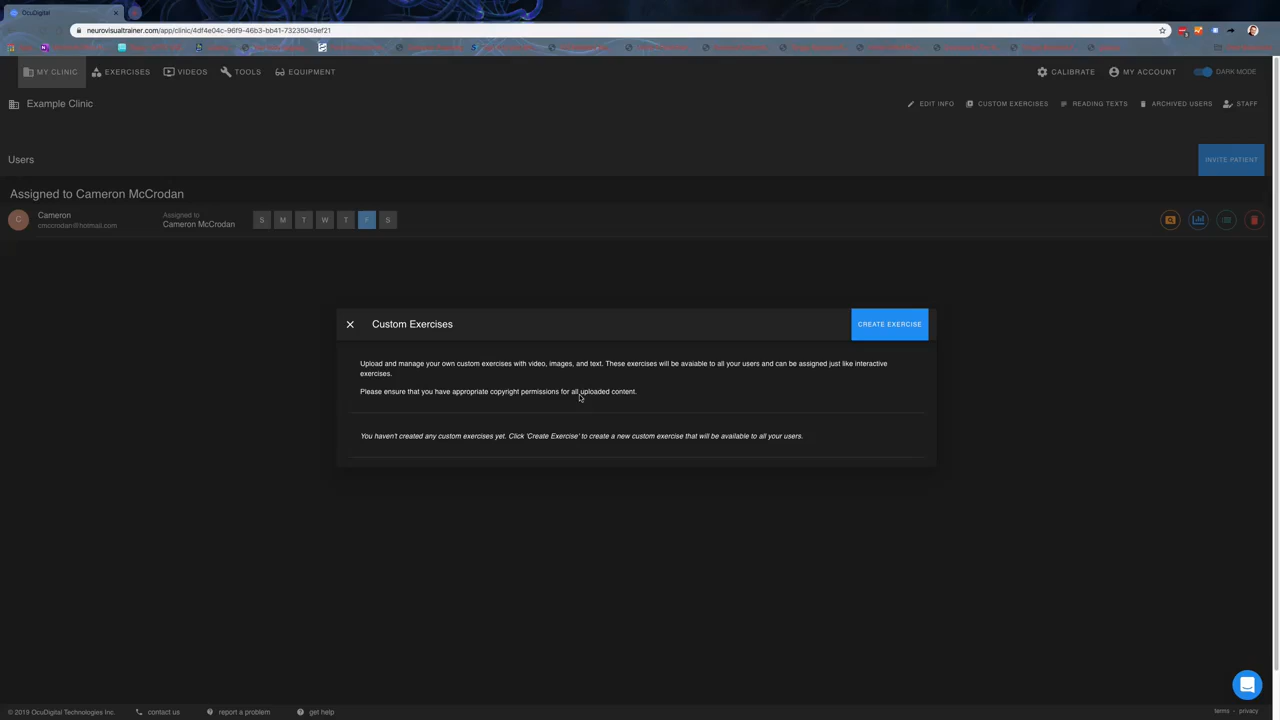 OcuDigital
neurovisualtrainer.com/app/clinic/4df4e04c-96f9-46b3-bb41-73235049ef21
MY CLINIC EXERCISES VIDEOS TOOLS EQUIPMENT CALIBRATE MY ACCOUNT DARK MODE
Example Clinic EDIT INFO CUSTOM EXERCISES READING TEXTS ARCHIVED USERS STAFF
Users INVITE PATIENT
Assigned to Cameron McCrodan
C Cameron Assigned to S M T W T F S
cmccrodan@hotmail.com Cameron McCrodan
Custom Exercises CREATE EXERCISE
Upload and manage your own custom exercises with video, images, and text. These exercises will be avaiable to all your users and can be assigned just like interactive
exercises.
Please ensure that you have appropriate copyright permissions for all uploaded content.
You haven't created any custom exercises yet. Click 'Create Exercise' to create a new custom exercise that will be available to all your users.
© 2019 OcuDigital Technologies Inc. contact us report a problem get help terms - privacy